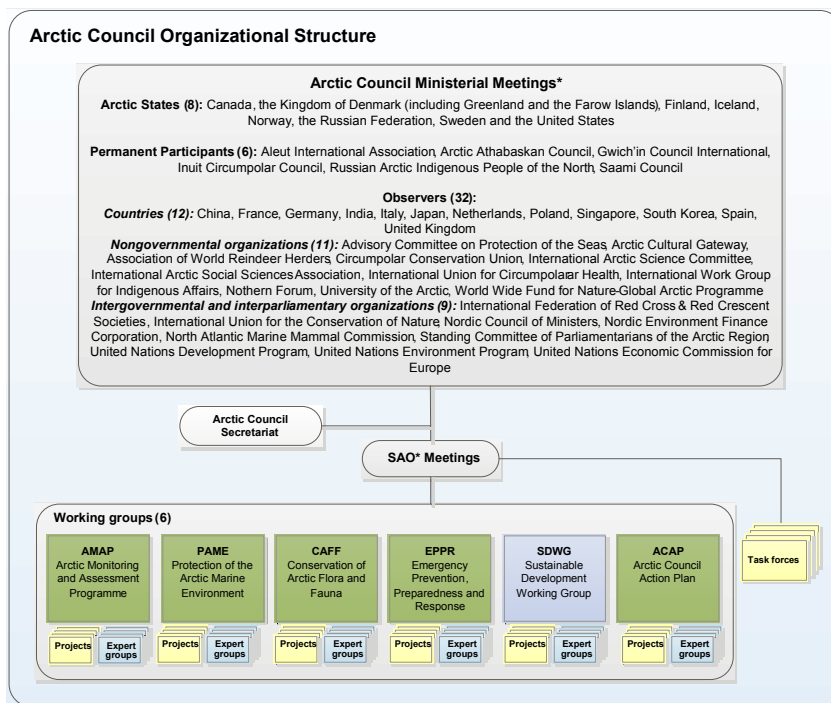 Arctic Council Organizational Structure
Arctic Council Ministerial Meetings*
Arctic States (8): Canada, the Kingdom of Denmark (including Greenland and the Farow Islands), Finland, Iceland,
Norway, the Russian Federation, Sweden and the United States
Permanent Participants (6): Aleut International Association, Arctic Athabaskan Council, Gwich'in Council International,
Inuit Circumpolar Council, Russian Arctic Indigenous People of the North, Saami Council
Observers (32):
Countries (12): China, France, Germany, India, Italy, Japan, Netherlands, Poland, Singapore, South Korea, Spain,
United Kingdom
Nongovernmental organizations (11): Advisory Committee on Protection of the Seas, Arctic Cultural Gateway,
Association of World Reindeer Herders, Circumpolar Conservation Union, International Arctic Science Committee,
International Arctic Social Sciences Association, International Union for Circumpolaar Health, International Work Group
for Indigenous Affairs, Nothern Forum, University of the Arctic, World Wide Fund for Nature-Global Arctic Programme
Intergovernmental and interparliamentary organizations (9): International Federation of Red Cross & Red Crescent
Societies, International Union for the Conservation of Nature, Nordic Council of Ministers, Nordic Environment Finance
Corporation, North Atlantic Marine Mammal Commission, Standing Committee of Parliamentarians of the Arctic Region,
United Nations Development Program, United Nations Environment Program, United Nations Economic Commission for
Europe
Arctic Council
Secretariat
SAO* Meetings
Working groups (6)
AMAP
Arctic Monitoring
and Assessment
Programme
PAME
Protection of the
Arctic Marine
Environment
CAFF
Conservation of
Arctic Flora and
Fauna
EPPR
Emergency
Prevention,
Preparedness and
Response
SDWG
Sustainable
Development
Working Group
ACAP
Arctic Council
Action Plan
Task forces
Projects
Expert
groups
Projects
Expert
groups
Projects
Expert
groups
Projects
Expert
groups
Projects
Expert
groups
Projects
Expert
groups